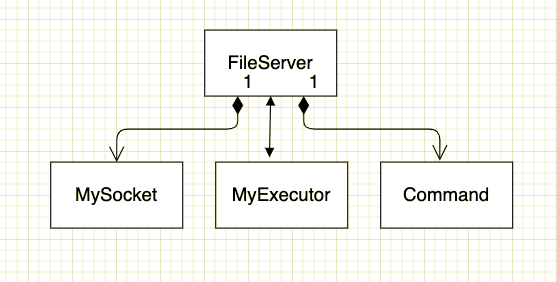 FileServer
1 1
MySocket
MyExecutor
Command